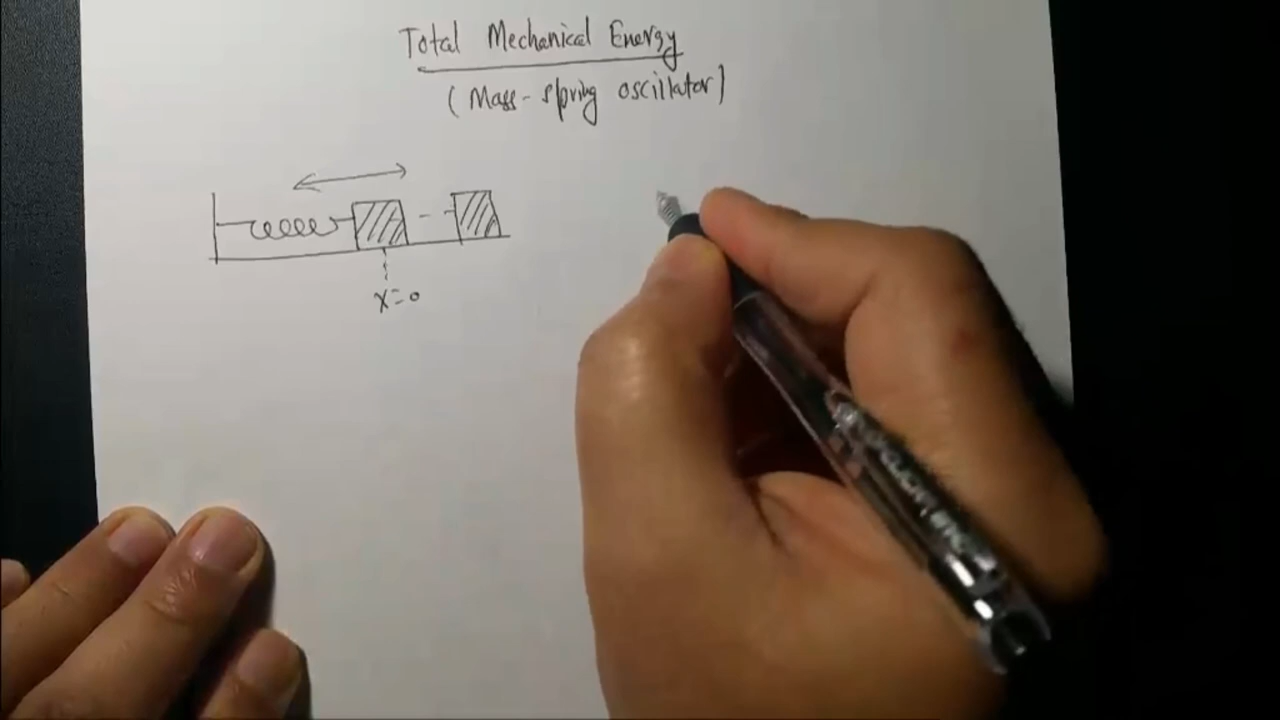 Total Mechanical Energy
(Mass-spring oscillator)
x=0